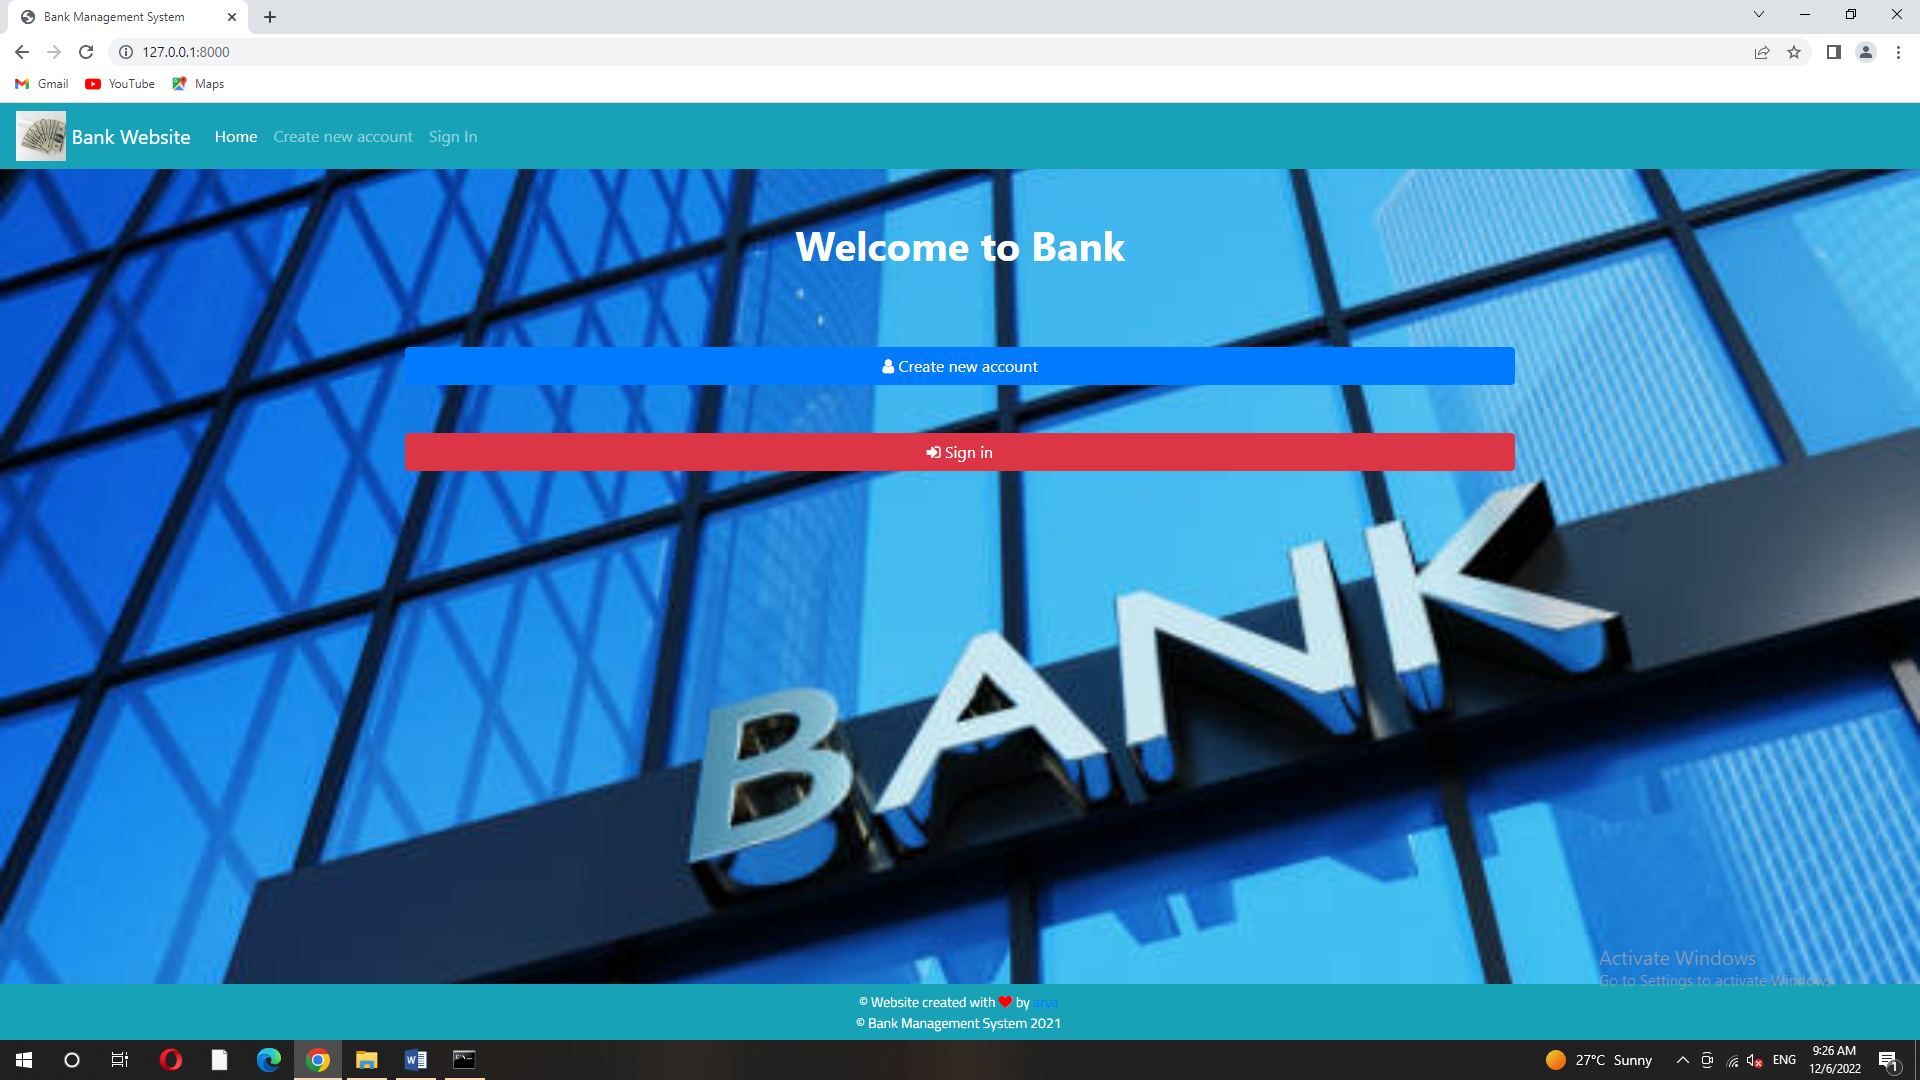 Bank Management System
127.0.0.1:8000
Gmail YouTube Maps
Bank Website Home Create new account Sign In
Welcome to Bank
Create new account
Sign in
BANK
Activate Windows
Go to Settings to activate Windows.
© Website created with ❤ by arya
© Bank Management System 2021
27°C Sunny
ENG
9:26 AM
12/6/2022
1